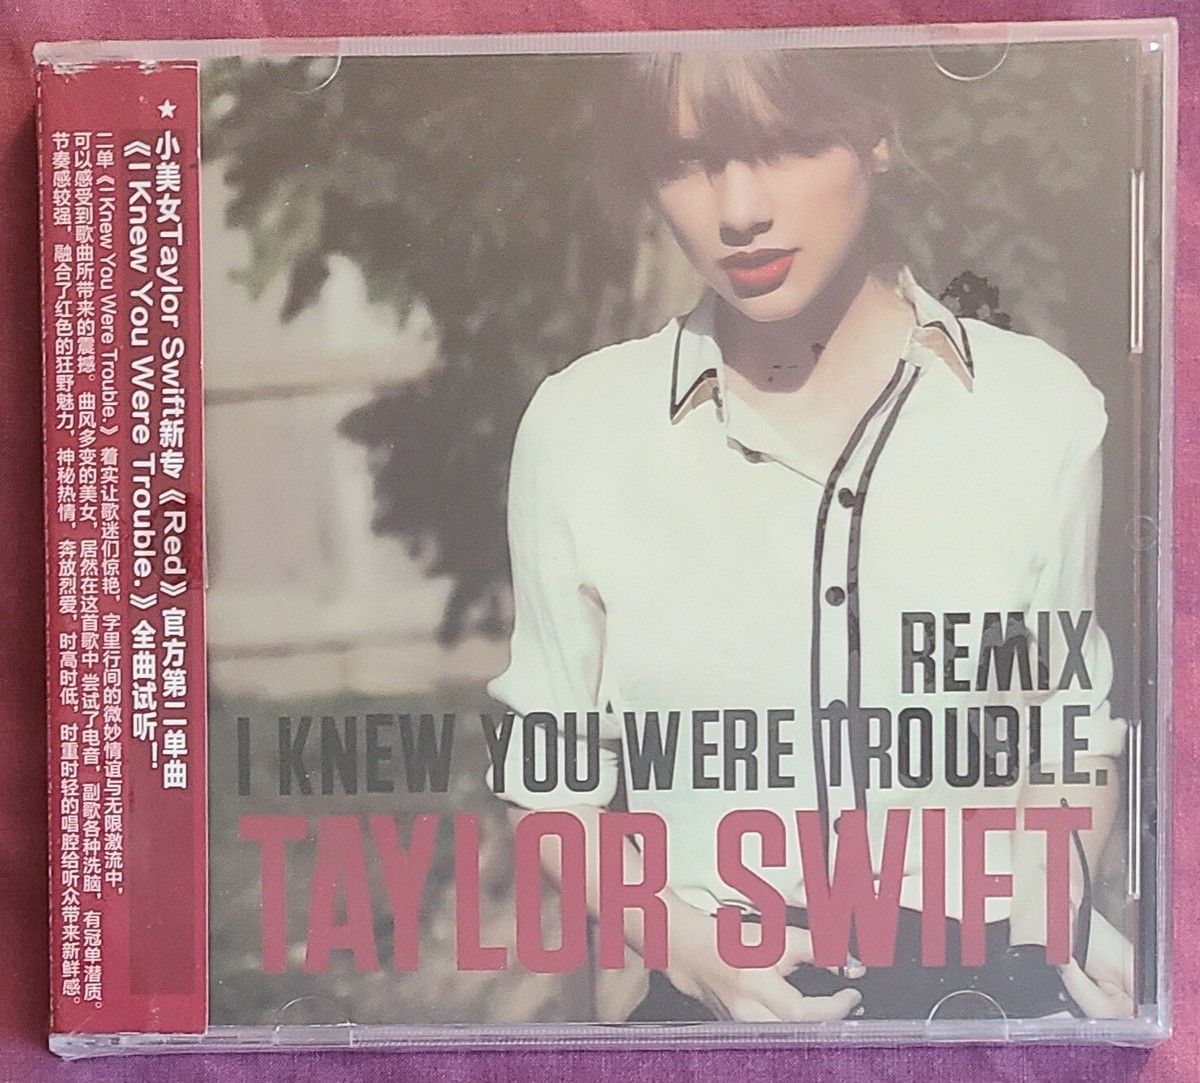 ★小美女Taylor Swift新专《Red》官方第二单曲
《I Knew You Were Trouble.》全曲试听！
二单《I Knew You Were Trouble.》着实让歌迷们惊艳，字里行间的微妙情谊与无限激流中，
可以感受到歌曲所带来的震撼。曲风多变的美女，居然在这首歌中 尝试了电音，副歌各种洗脑，有冠单潜质。
节奏感较强，融合了红色的狂野魅力，神秘热情，奔放烈爱，时高时低，时重时轻的唱腔给听众带来新鲜感。
REMIX
I KNEW YOU WERE TROUBLE.
TAYLOR SWIFT